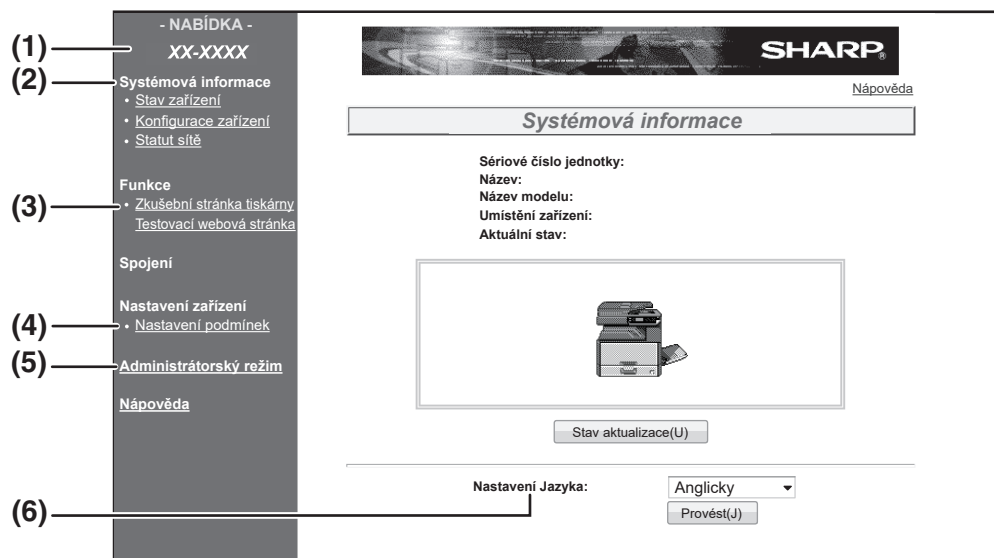 - NABÍDKA -
(1)
XX-XXXX
(2)
Systémová informace
• Stav zařízení
• Konfigurace zařízení
• Statut sítě
Funkce
(3)
• Zkušební stránka tiskárny
Testovací webová stránka
Spojení
Nastavení zařízení
(4)
• Nastavení podmínek
(5)
Administrátorský režim
Nápověda
SHARP®
Nápověda
Systémová informace
Sériové číslo jednotky:
Název:
Název modelu:
Umístění zařízení:
Aktuální stav:
Stav aktualizace(U)
(6)
Nastavení Jazyka:
Anglicky
Provést(J)